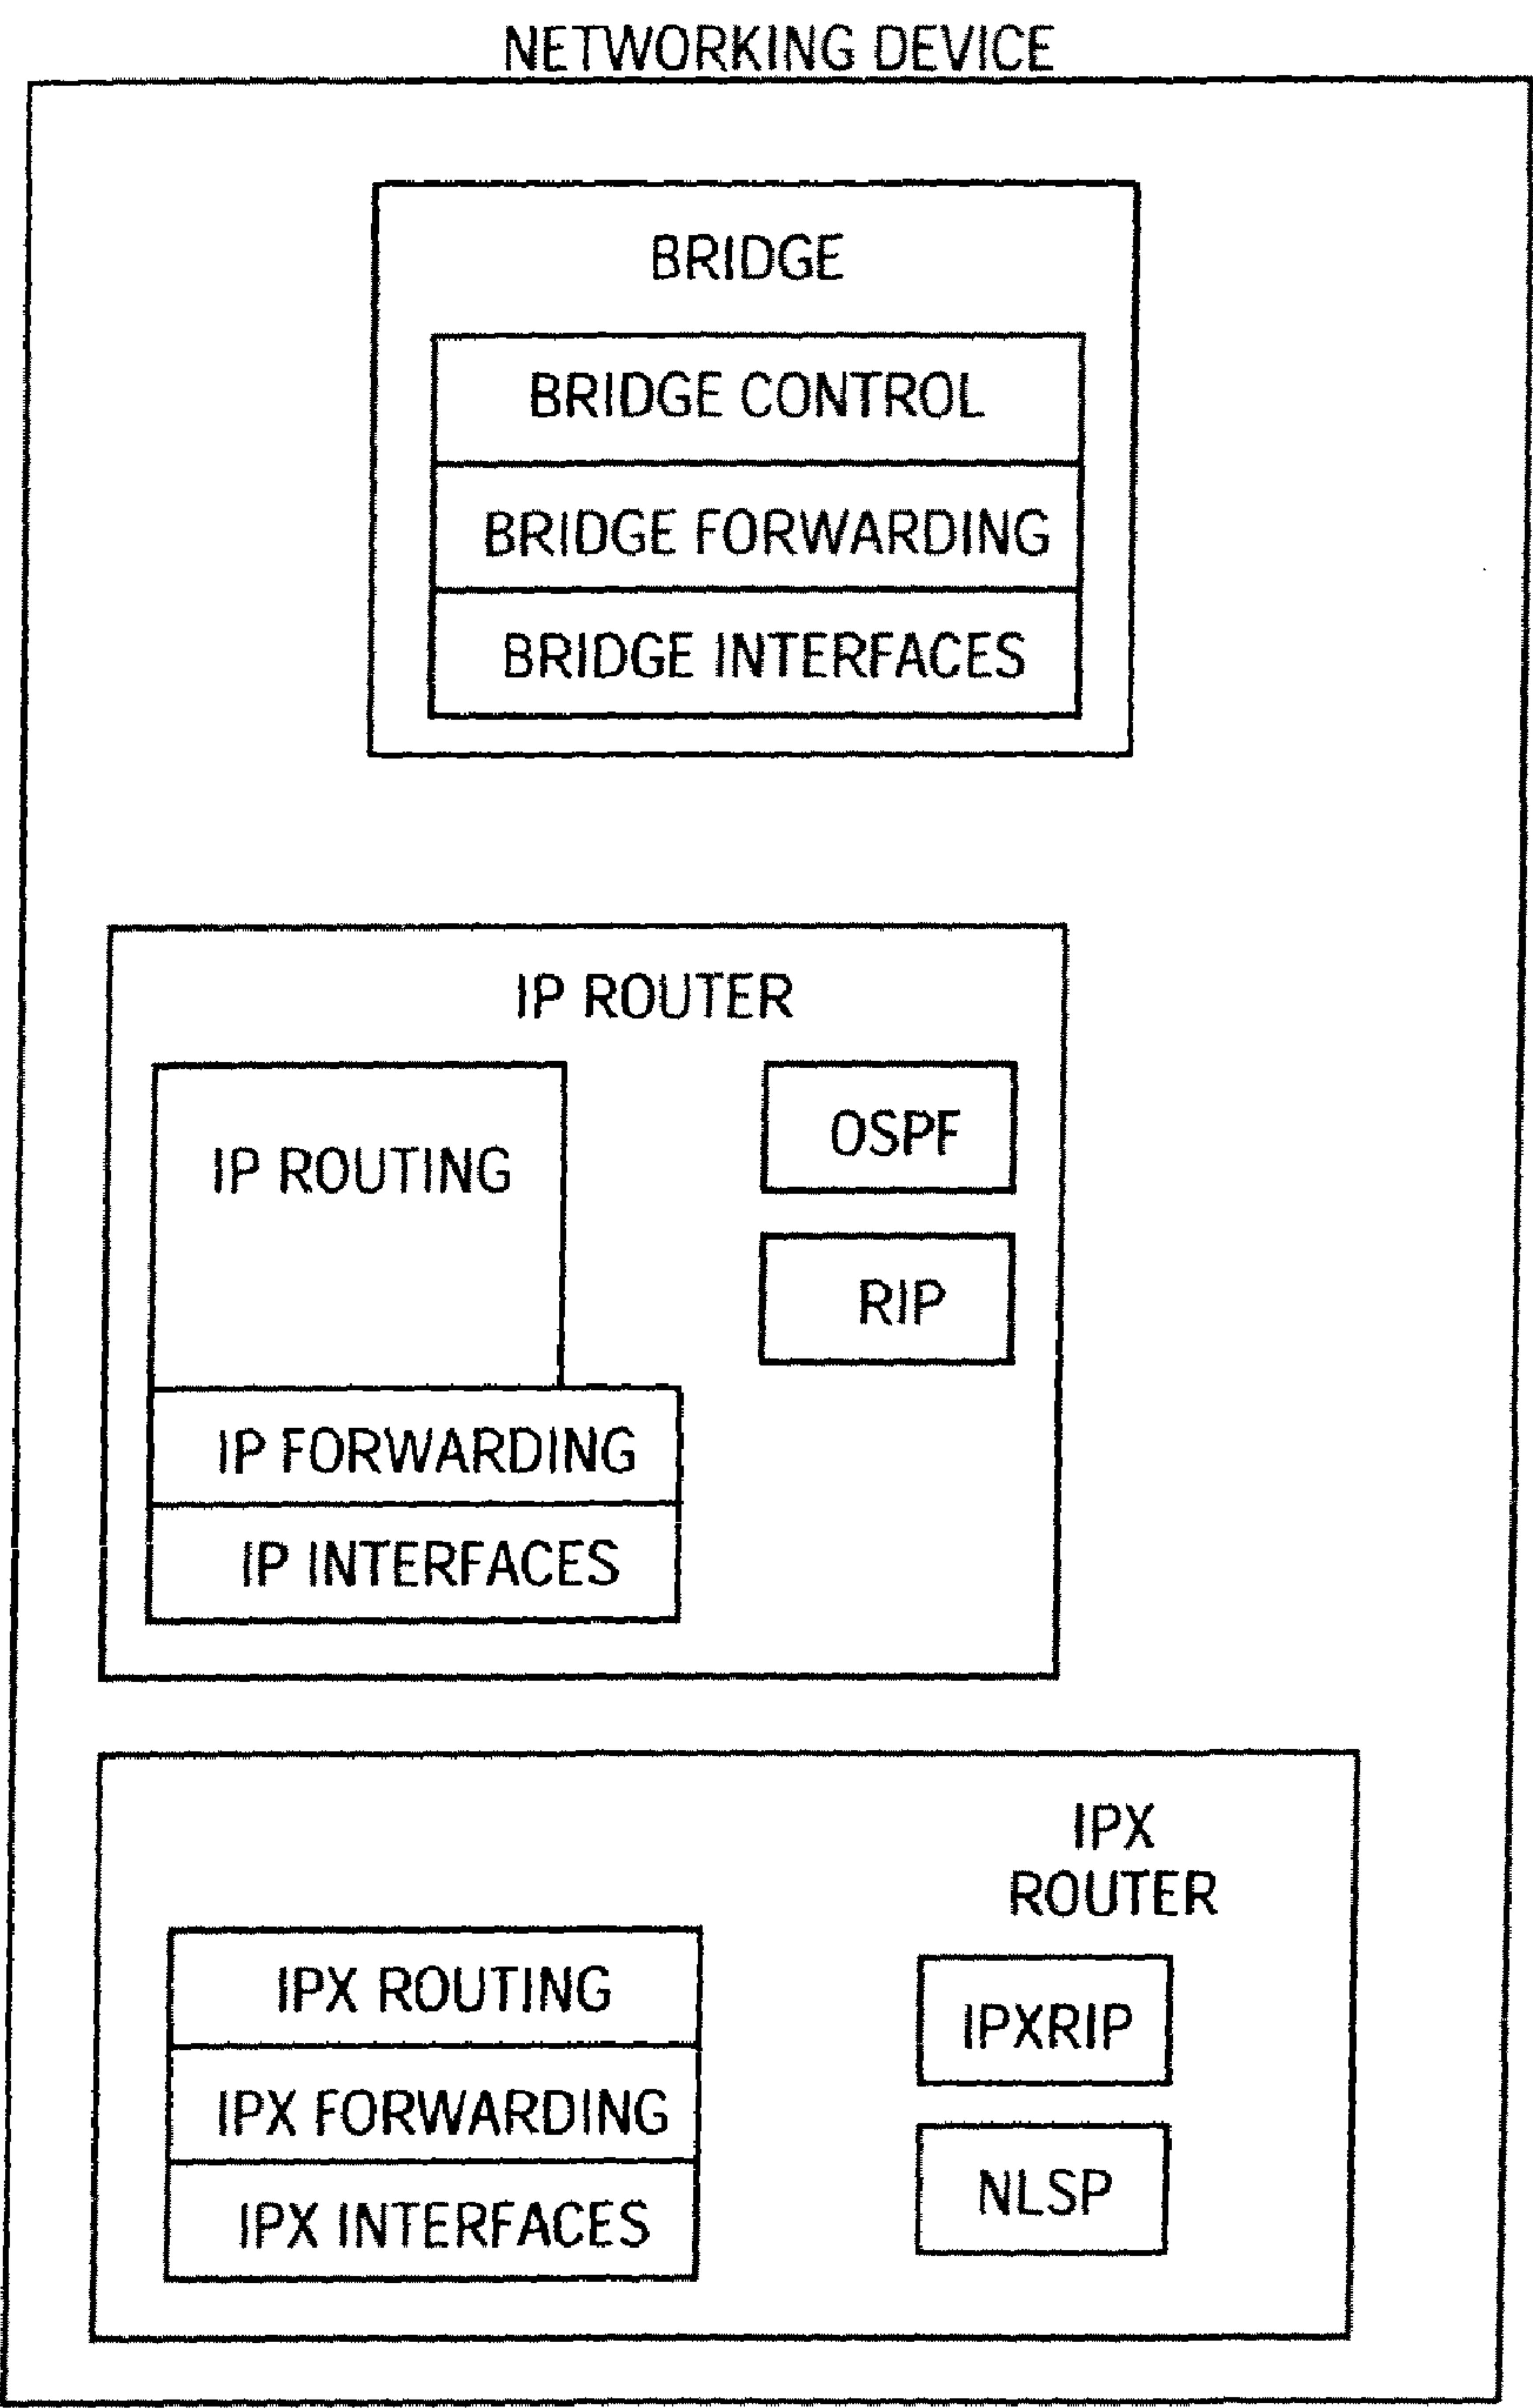 NETWORKING DEVICE
BRIDGE
BRIDGE CONTROL
BRIDGE FORWARDING
BRIDGE INTERFACES
IP ROUTER
IP ROUTING
OSPF
RIP
IP FORWARDING
IP INTERFACES
IPX
ROUTER
IPX ROUTING
IPX FORWARDING
IPX INTERFACES
IPXRIP
NLSP